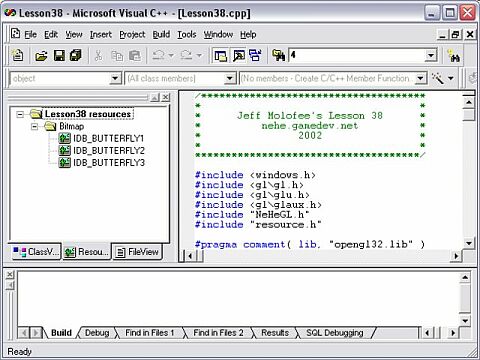 Lesson38 - Microsoft Visual C++ - [Lesson38.cpp]
File Edit View Insert Project Build Tools Window Help
4
object (All class members) (No members - Create C/C++ Member Function.
Lesson38 resources
Bitmap
IDB_BUTTERFLY1
IDB_BUTTERFLY2
IDB_BUTTERFLY3
ClassV... Resou... FileView
/**************************************
* *
* Jeff Molofee's Lesson 38 *
* nehe.gamedev.net *
* 2002 *
* *
**************************************/
#include <windows.h>
#include <gl\gl.h>
#include <gl\glu.h>
#include <gl\glaux.h>
#include "NeHeGL.h"
#include "resource.h"
#pragma comment( lib, "opengl32.lib" )
Build Debug Find in Files 1 Find in Files 2 Results SQL Debugging
Ready